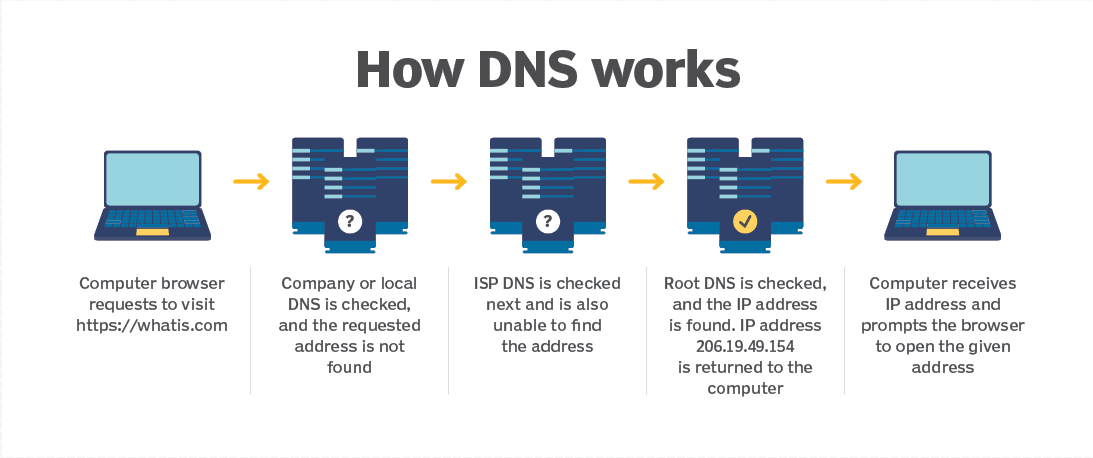 How DNS works
?
?
Computer browser
requests to visit
https://whatis.com
Company or local
DNS is checked,
and the requested
address is not
found
ISP DNS is checked
next and is also
unable to find
the address
Root DNS is checked,
and the IP address
is found. IP address
206.19.49.154
is returned to the
computer
Computer receives
IP address and
prompts the browser
to open the given
address